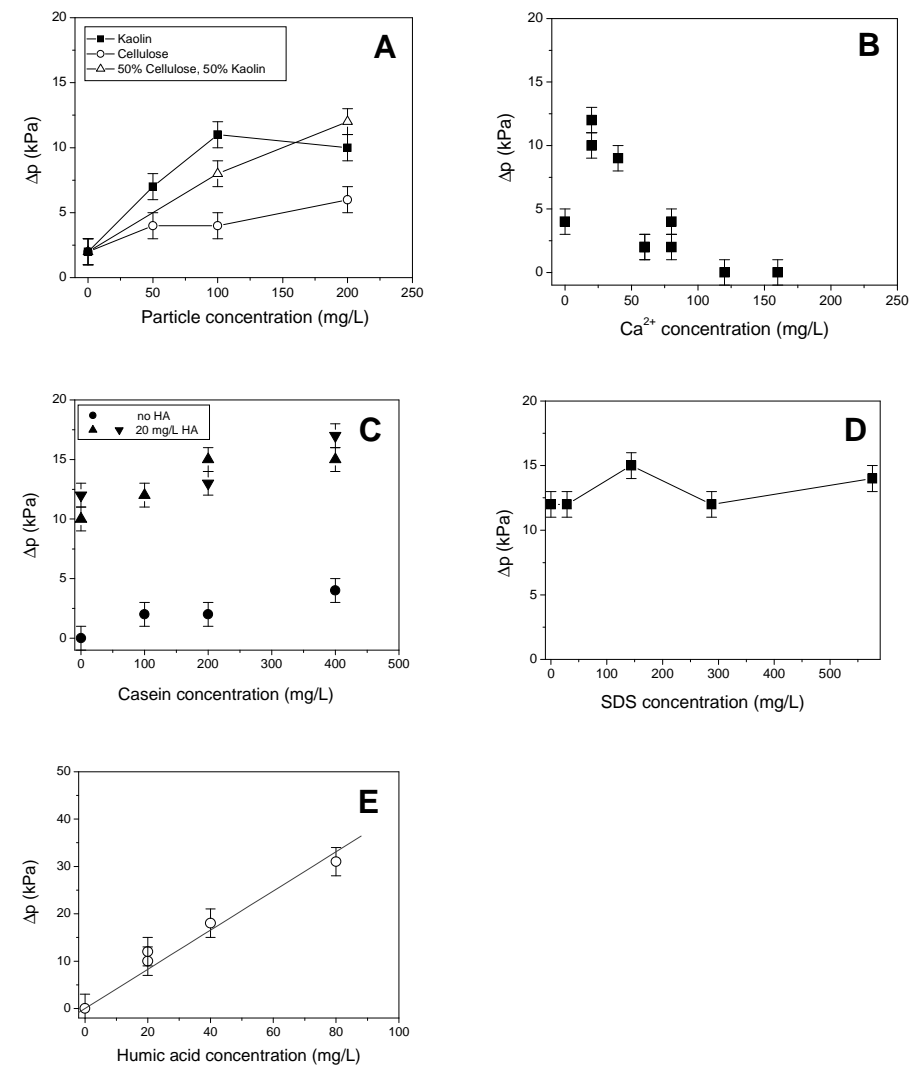 20
15
10
5
0
Δp (kPa)
Kaolin
Cellulose
50% Cellulose, 50% Kaolin
A
0 50 100 150 200 250
Particle concentration (mg/L)
20
15
10
5
0
Δp (kPa)
B
0 50 100 150 200 250
Ca²⁺ concentration (mg/L)
20
15
10
5
0
Δp (kPa)
no HA
20 mg/L HA
C
0 100 200 300 400 500
Casein concentration (mg/L)
20
15
10
5
0
Δp (kPa)
D
0 100 200 300 400 500
SDS concentration (mg/L)
50
40
30
20
10
0
Δp (kPa)
E
0 20 40 60 80 100
Humic acid concentration (mg/L)